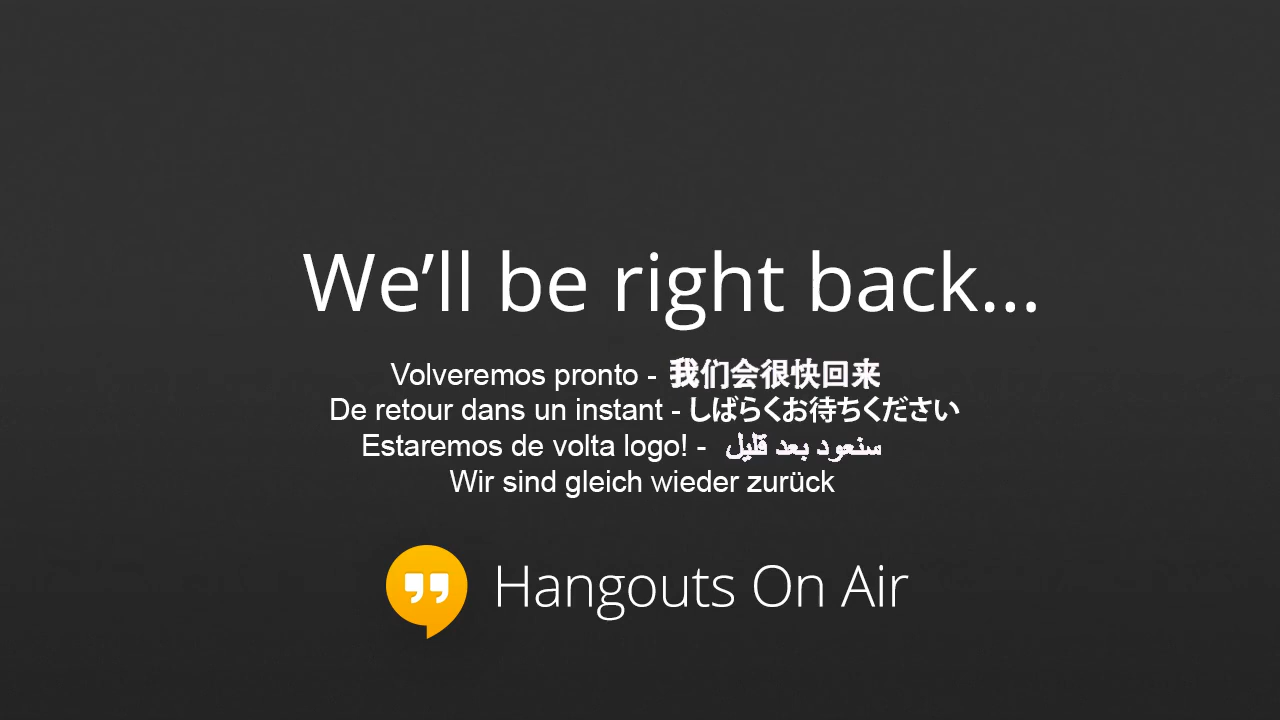 We’ll be right back...
Volveremos pronto - 我们会很快回来
De retour dans un instant - しばらくお待ちください
Estaremos de volta logo! - سنعود بعد قليل
Wir sind gleich wieder zurück
Hangouts On Air